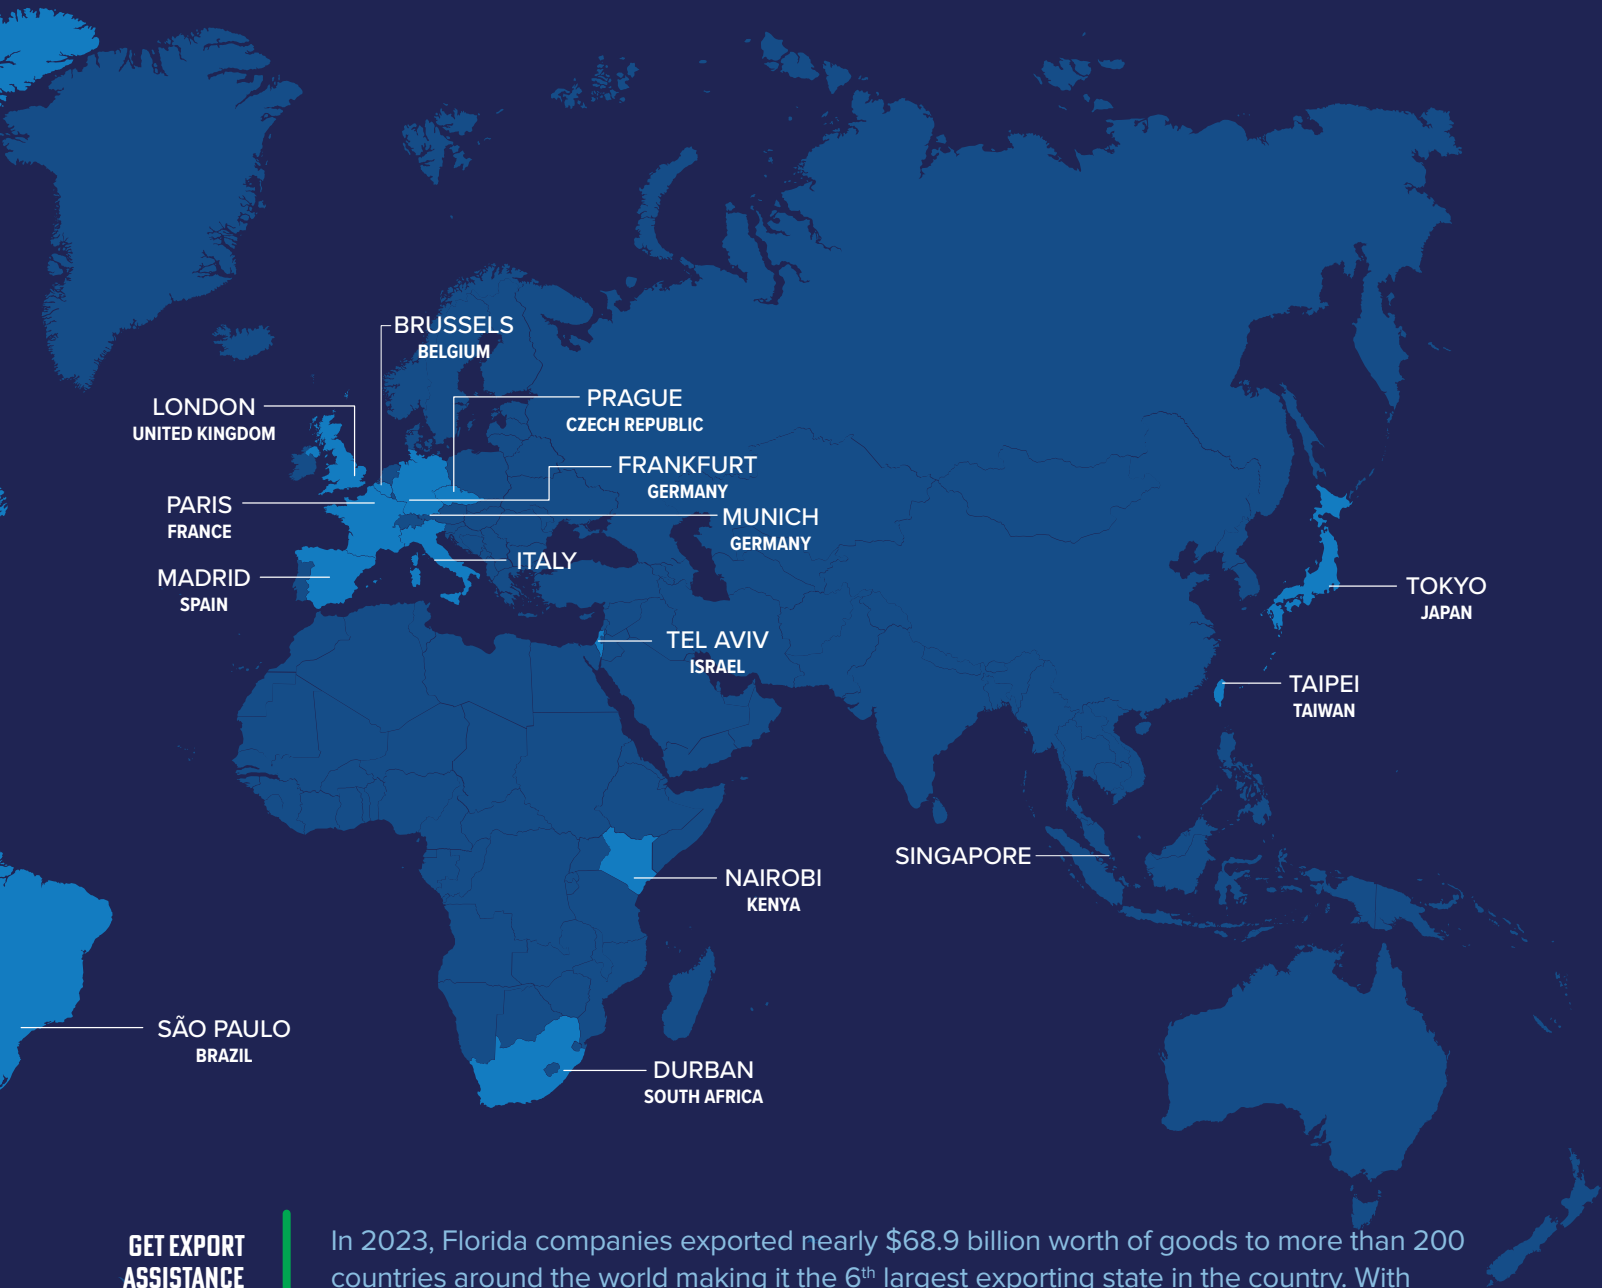 BRUSSELS
BELGIUM
LONDON
UNITED KINGDOM
PRAGUE
CZECH REPUBLIC
FRANKFURT
GERMANY
PARIS
FRANCE
MUNICH
GERMANY
ITALY
MADRID
SPAIN
TOKYO
JAPAN
TEL AVIV
ISRAEL
TAIPEI
TAIWAN
SINGAPORE
NAIROBI
KENYA
SÃO PAULO
BRAZIL
DURBAN
SOUTH AFRICA
GET EXPORT
ASSISTANCE
In 2023, Florida companies exported nearly $68.9 billion worth of goods to more than 200
countries around the world making it the 6th largest exporting state in the country. With